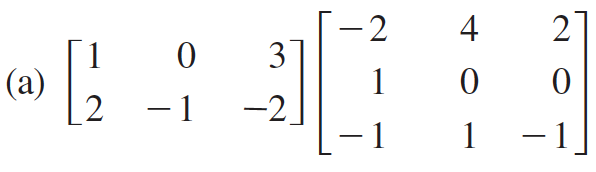 (a) [1 0 3] [-2 4 2]
[2 -1 -2] [1 0 0]
[-1 1 -1]